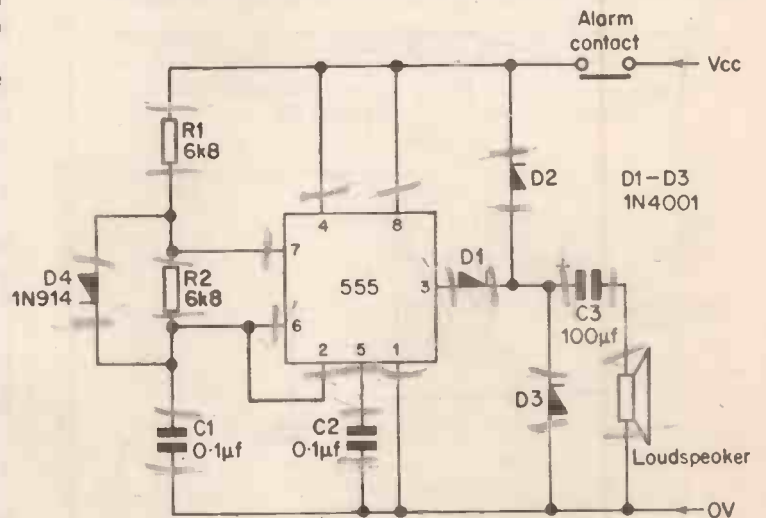 Alarm
contact
Vcc
R1
6k8
4
8
D2
D1-D3
1N4001
7
D1
D4
1N914
R2
6k8
555
3
6
C3
100µf
2
5
1
D3
C1
0·1µf
C2
0·1µf
Loudspeoker
0V